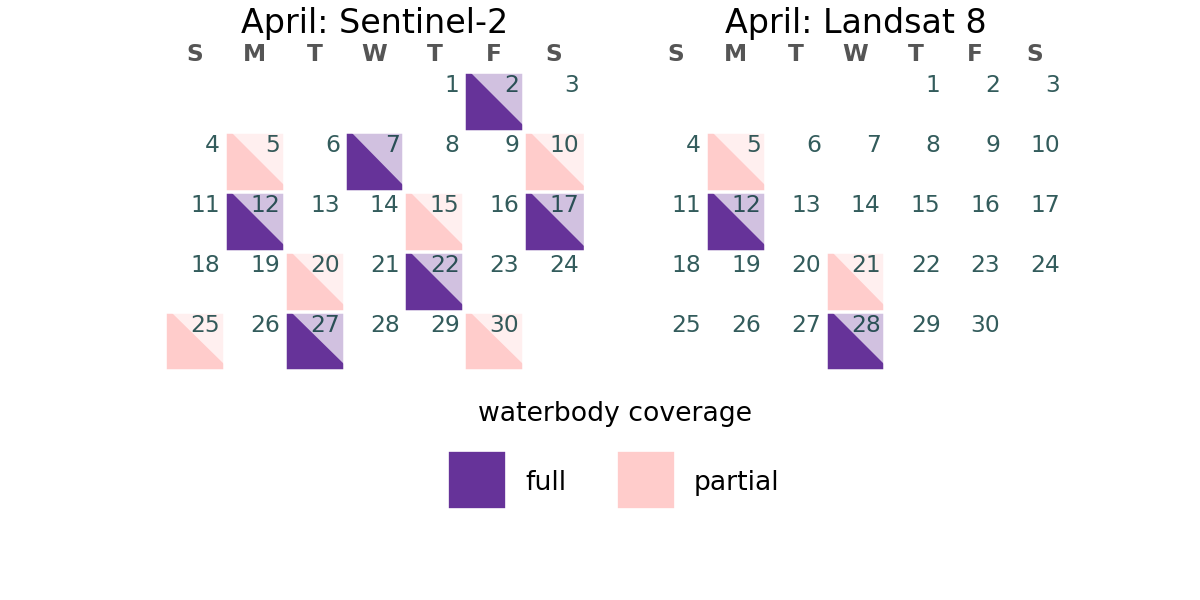 April: Sentinel-2
S M T W T F S
1 2 3
4 5 6 7 8 9 10
11 12 13 14 15 16 17
18 19 20 21 22 23 24
25 26 27 28 29 30
April: Landsat 8
S M T W T F S
1 2 3
4 5 6 7 8 9 10
11 12 13 14 15 16 17
18 19 20 21 22 23 24
25 26 27 28 29 30
waterbody coverage
full
partial